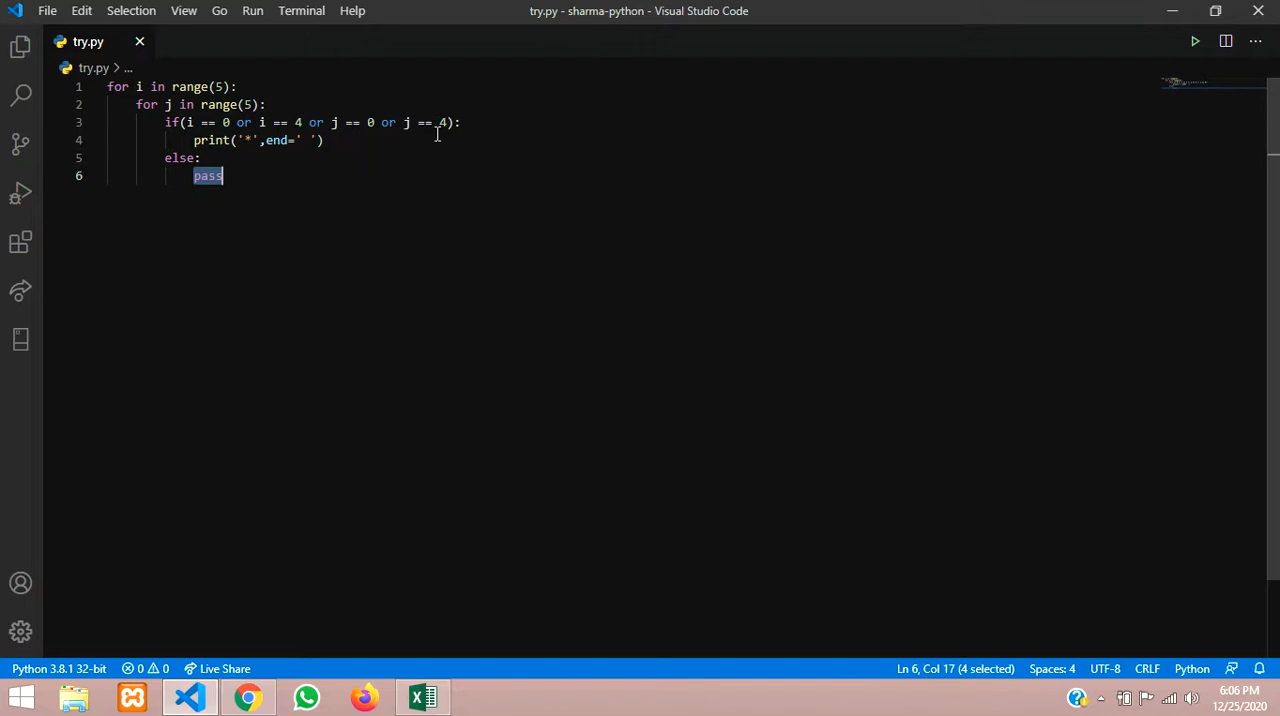 File Edit Selection View Go Run Terminal Help try.py - sharma-python - Visual Studio Code
try.py
try.py > ...
1 for i in range(5):
2     for j in range(5):
3         if(i == 0 or i == 4 or j == 0 or j == 4):
4             print('*',end=' ')
5         else:
6             pass
Python 3.8.1 32-bit 0 0 Live Share Ln 6, Col 17 (4 selected) Spaces: 4 UTF-8 CRLF Python
6:06 PM
12/25/2020